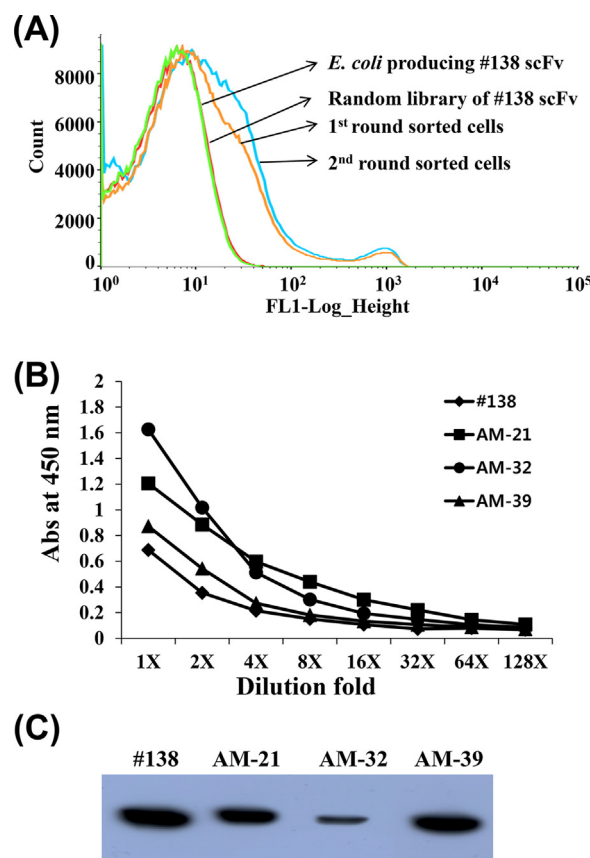 (A)
8000
6000
4000
2000
0
Count
E. coli producing #138 scFv
Random library of #138 scFv
1st round sorted cells
2nd round sorted cells
10^0 10^1 10^2 10^3 10^4 10^5
FL1-Log_Height
(B)
2
1.8
1.6
1.4
1.2
1
0.8
0.6
0.4
0.2
0
Abs at 450 nm
#138
AM-21
AM-32
AM-39
1X 2X 4X 8X 16X 32X 64X 128X
Dilution fold
(C)
#138 AM-21 AM-32 AM-39